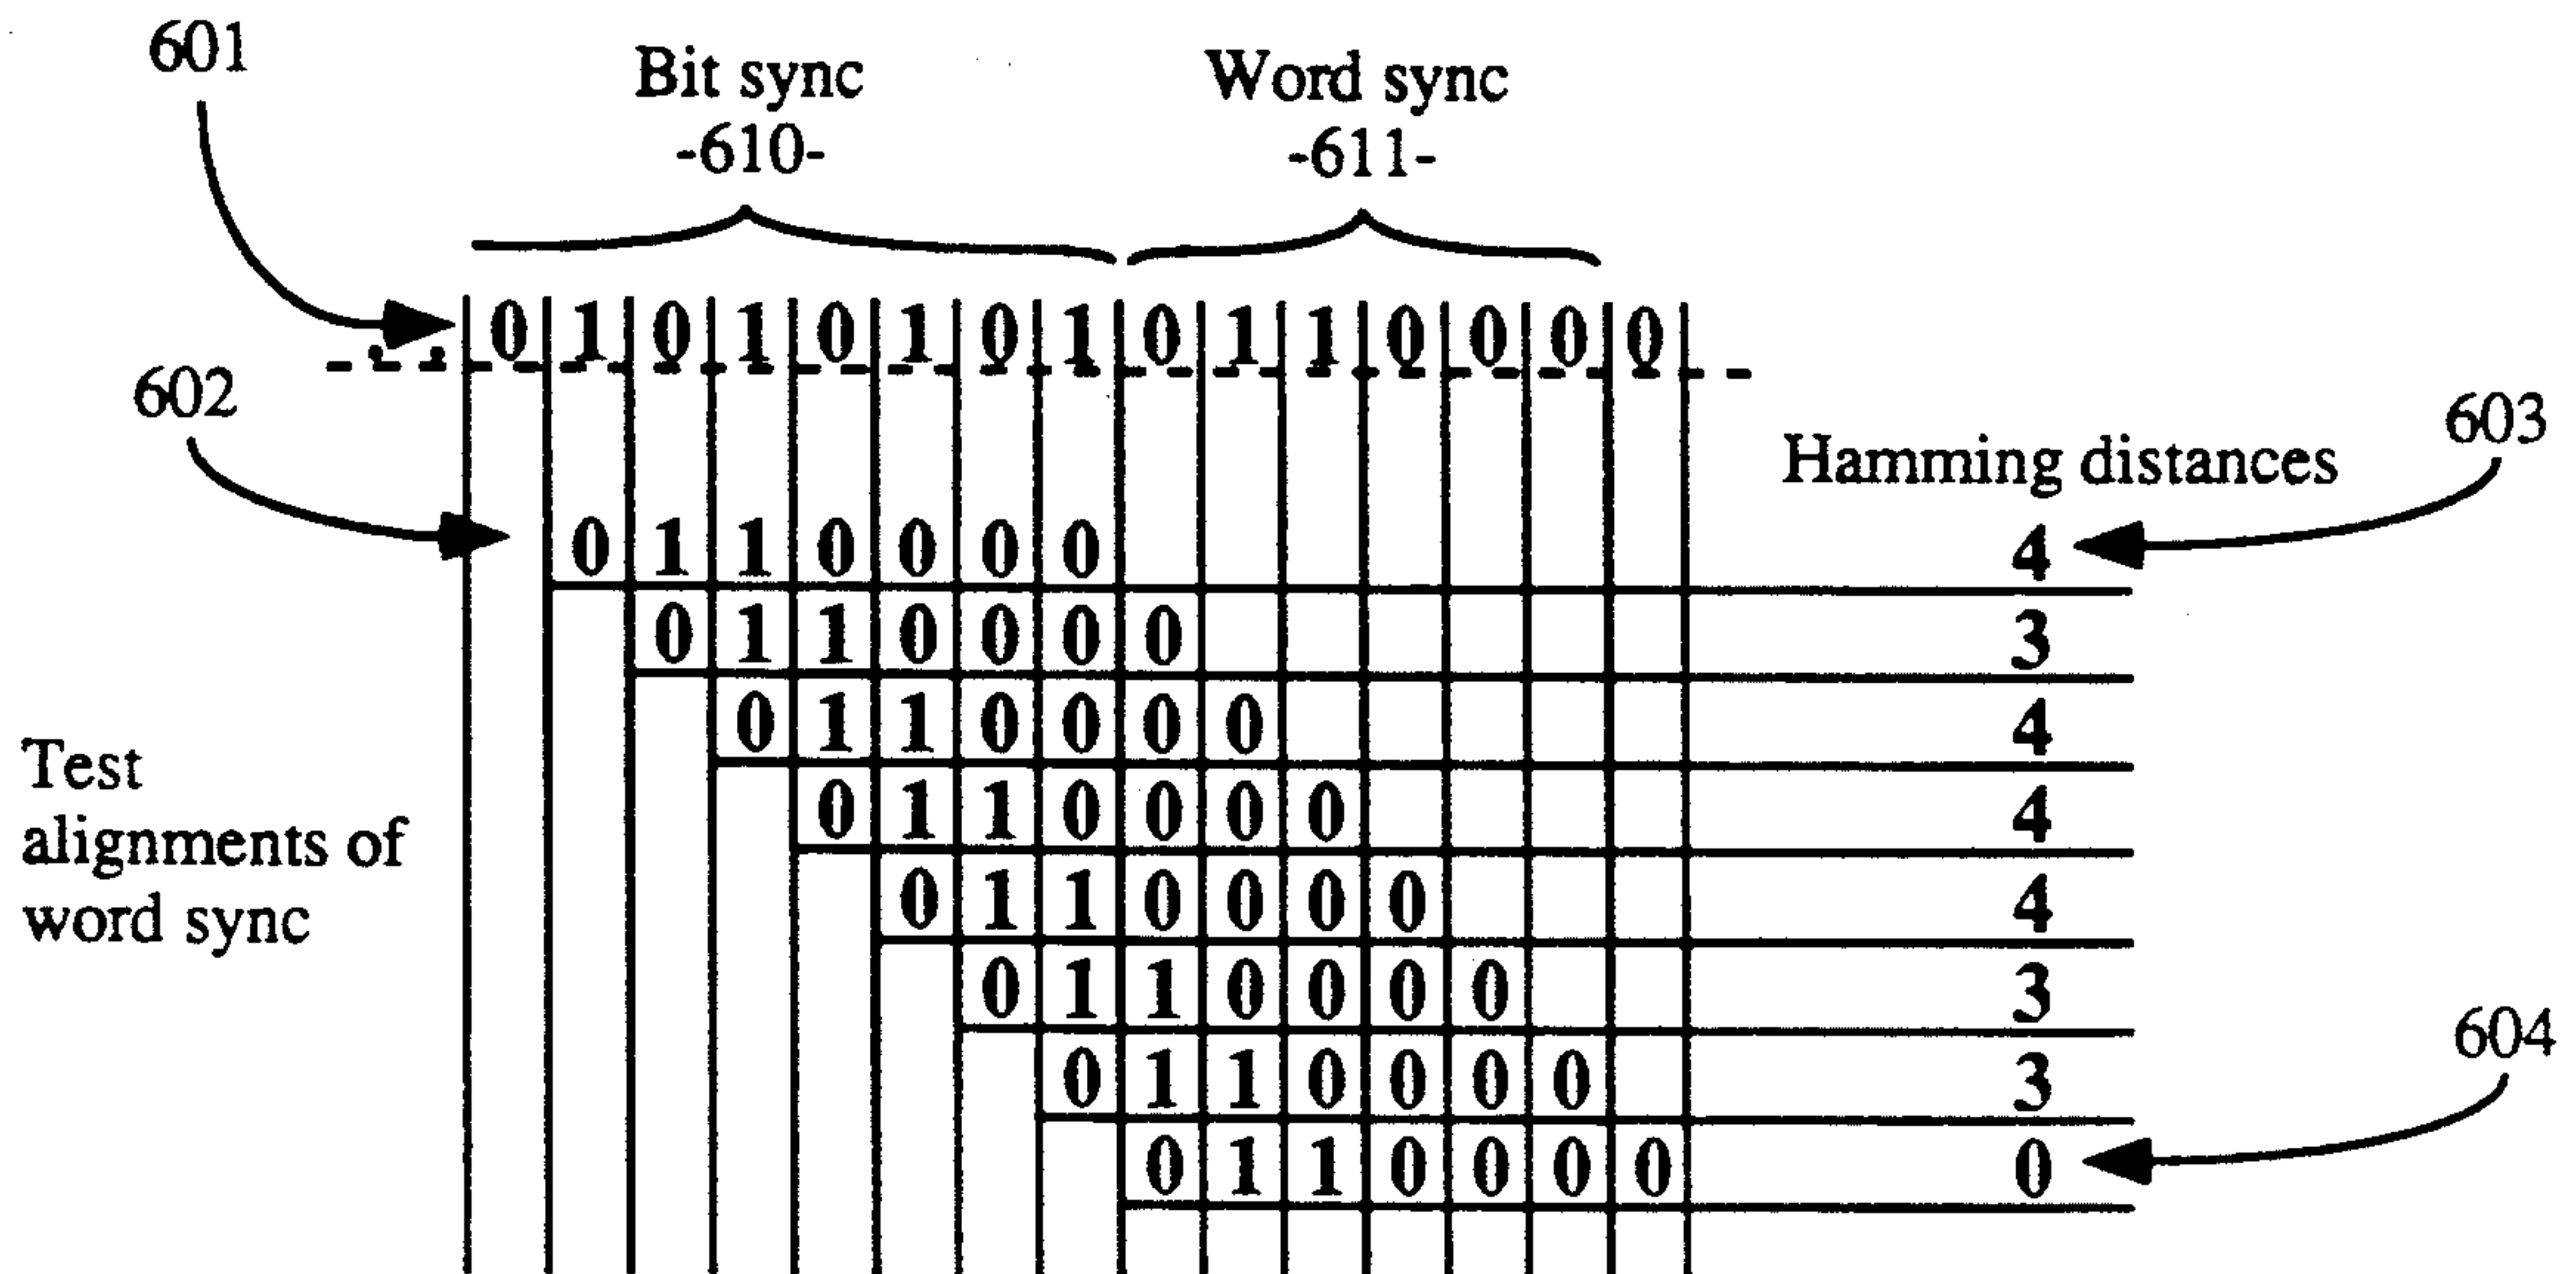 601
Bit sync
-610-
Word sync
-611-
0 1 0 1 0 1 0 1 0 1 1 0 0 0 0
602
603
Hamming distances
0 1 1 0 0 0 0 4
0 1 1 0 0 0 0 3
0 1 1 0 0 0 0 4
0 1 1 0 0 0 0 4
0 1 1 0 0 0 0 4
0 1 1 0 0 0 0 3
0 1 1 0 0 0 0 3
0 1 1 0 0 0 0 0
Test
alignments of
word sync
604